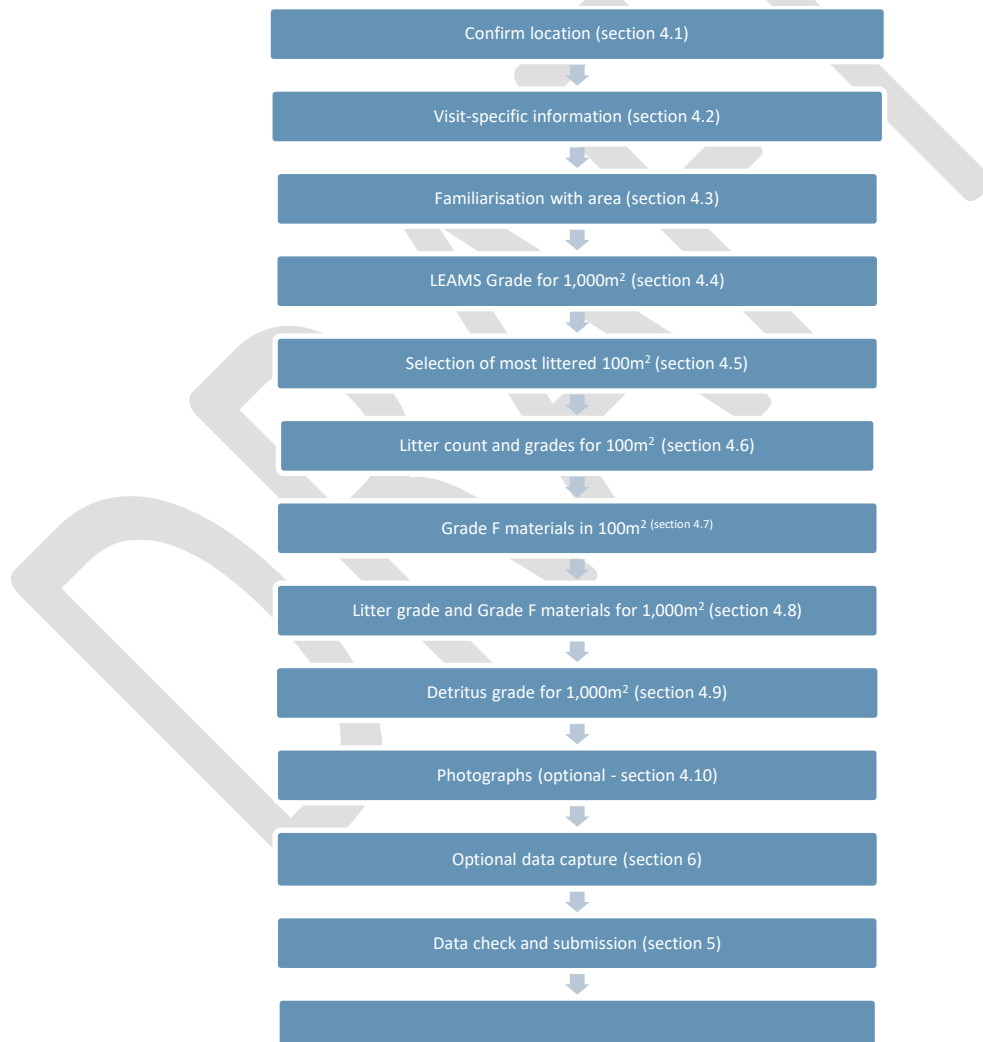 Confirm location (section 4.1)
Visit-specific information (section 4.2)
Familiarisation with area (section 4.3)
LEAMS Grade for 1,000m² (section 4.4)
Selection of most littered 100m² (section 4.5)
Litter count and grades for 100m² (section 4.6)
Grade F materials in 100m² (section 4.7)
Litter grade and Grade F materials for 1,000m² (section 4.8)
Detritus grade for 1,000m² (section 4.9)
Photographs (optional - section 4.10)
Optional data capture (section 6)
Data check and submission (section 5)